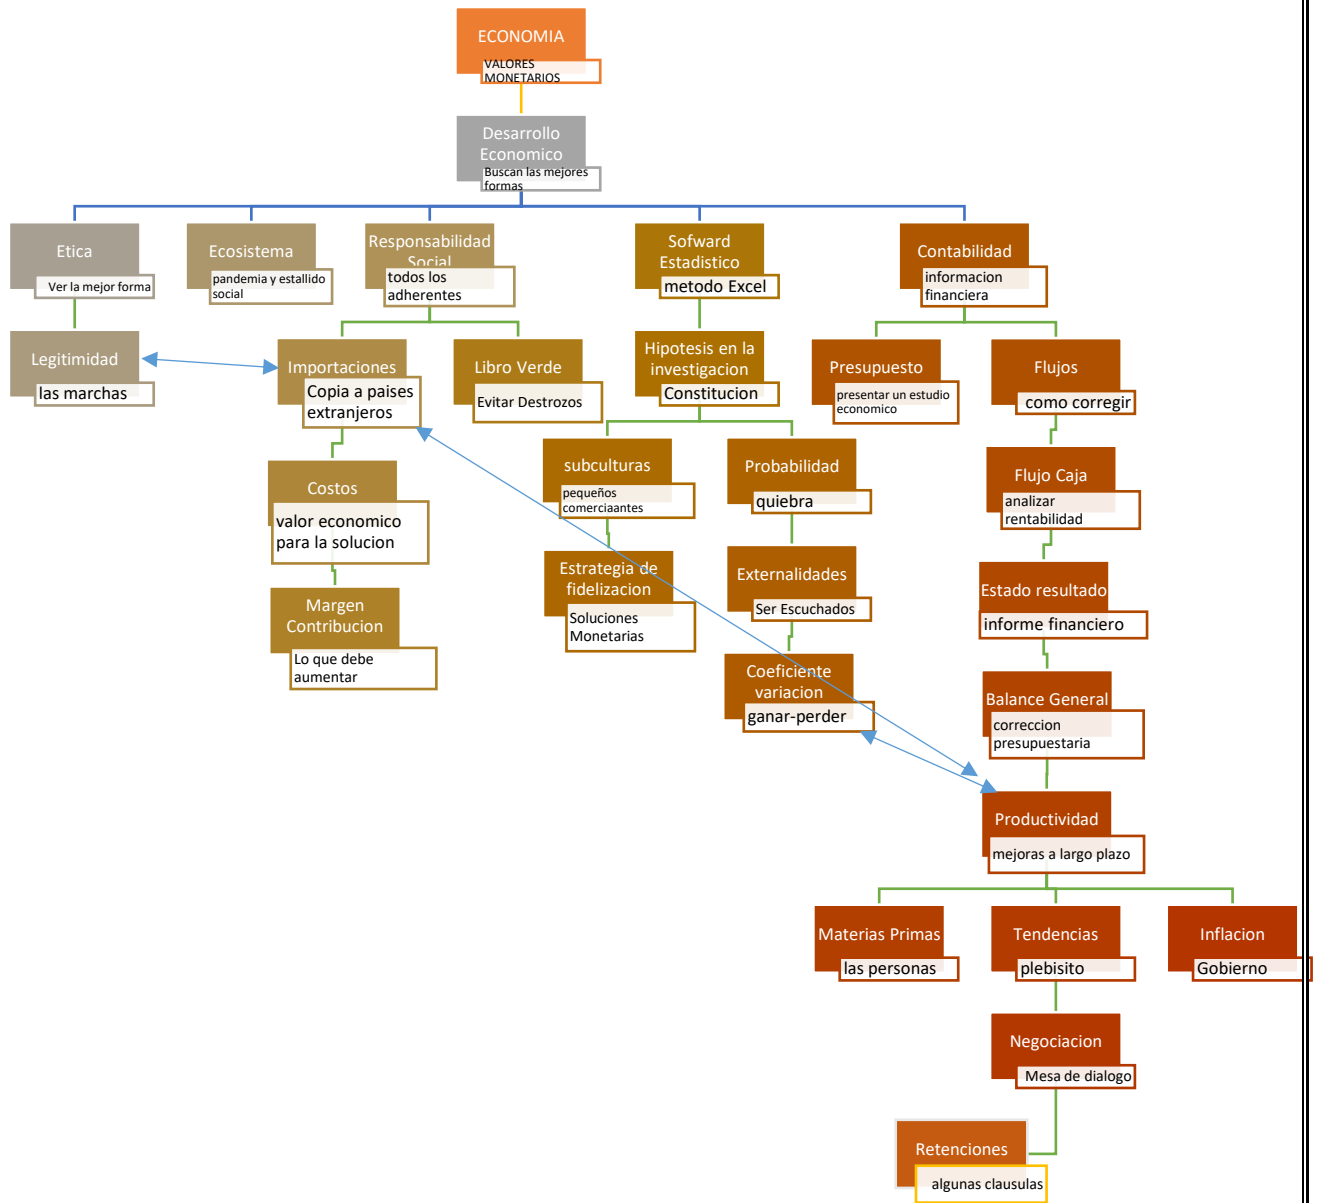 ECONOMIA
VALORES
MONETARIOS
Desarrollo
Economico
Buscan las mejores
formas
Etica
Ver la mejor forma
Ecosistema
pandemia y estallido
social
Responsabilidad
Social
todos los
adherentes
Sofward
Estadistico
metodo Excel
Contabilidad
informacion
financiera
Legitimidad
las marchas
Importaciones
Copia a paises
extranjeros
Libro Verde
Evitar Destrozos
Hipotesis en la
investigacion
Constitucion
Presupuesto
presentar un estudio
economico
Flujos
como corregir
Costos
valor economico
para la solucion
subculturas
pequeños
comerciaantes
Probabilidad
quiebra
Flujo Caja
analizar
rentabilidad
Margen
Contribucion
Lo que debe
aumentar
Estrategia de
fidelizacion
Soluciones
Monetarias
Externalidades
Ser Escuchados
Estado resultado
informe financiero
Coeficiente
variacion
ganar-perder
Balance General
correccion
presupuestaria
Productividad
mejoras a largo plazo
Materias Primas
las personas
Tendencias
plebisito
Inflacion
Gobierno
Negociacion
Mesa de dialogo
Retenciones
algunas clausulas